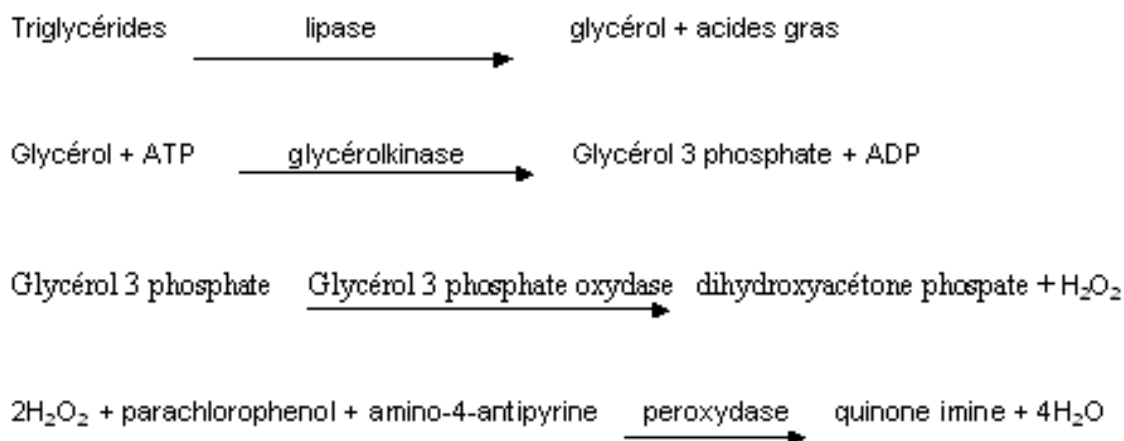 Triglycérides lipase glycérol + acides gras
Glycérol + ATP glycérolkinase Glycérol 3 phosphate + ADP
Glycérol 3 phosphate Glycérol 3 phosphate oxydase dihydroxyacétone phospate + H₂O₂
2H₂O₂ + parachlorophenol + amino-4-antipyrine peroxydase quinone imine + 4H₂O